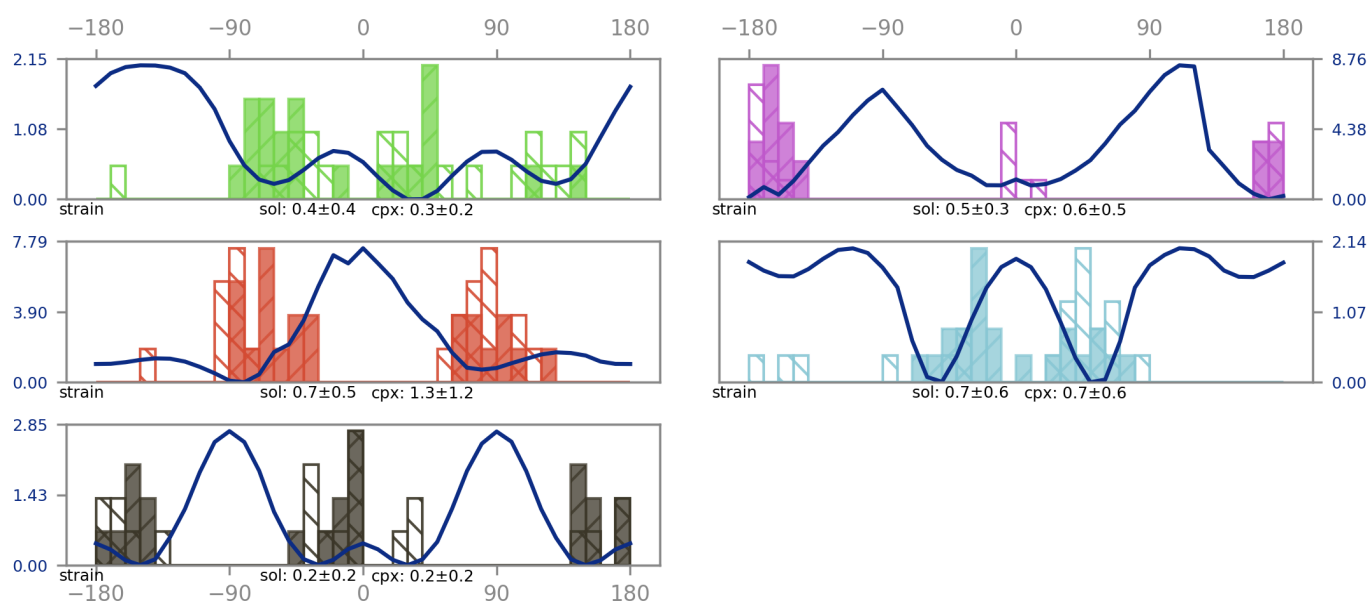 −180 −90 0 90 180 −180 −90 0 90 180
2.15 8.76
1.08 4.38
0.00 0.00
strain sol: 0.4±0.4 cpx: 0.3±0.2 strain sol: 0.5±0.3 cpx: 0.6±0.5
7.79 2.14
3.90 1.07
0.00 0.00
strain sol: 0.7±0.5 cpx: 1.3±1.2 strain sol: 0.7±0.6 cpx: 0.7±0.6
2.85
1.43
0.00
strain sol: 0.2±0.2 cpx: 0.2±0.2
−180 −90 0 90 180